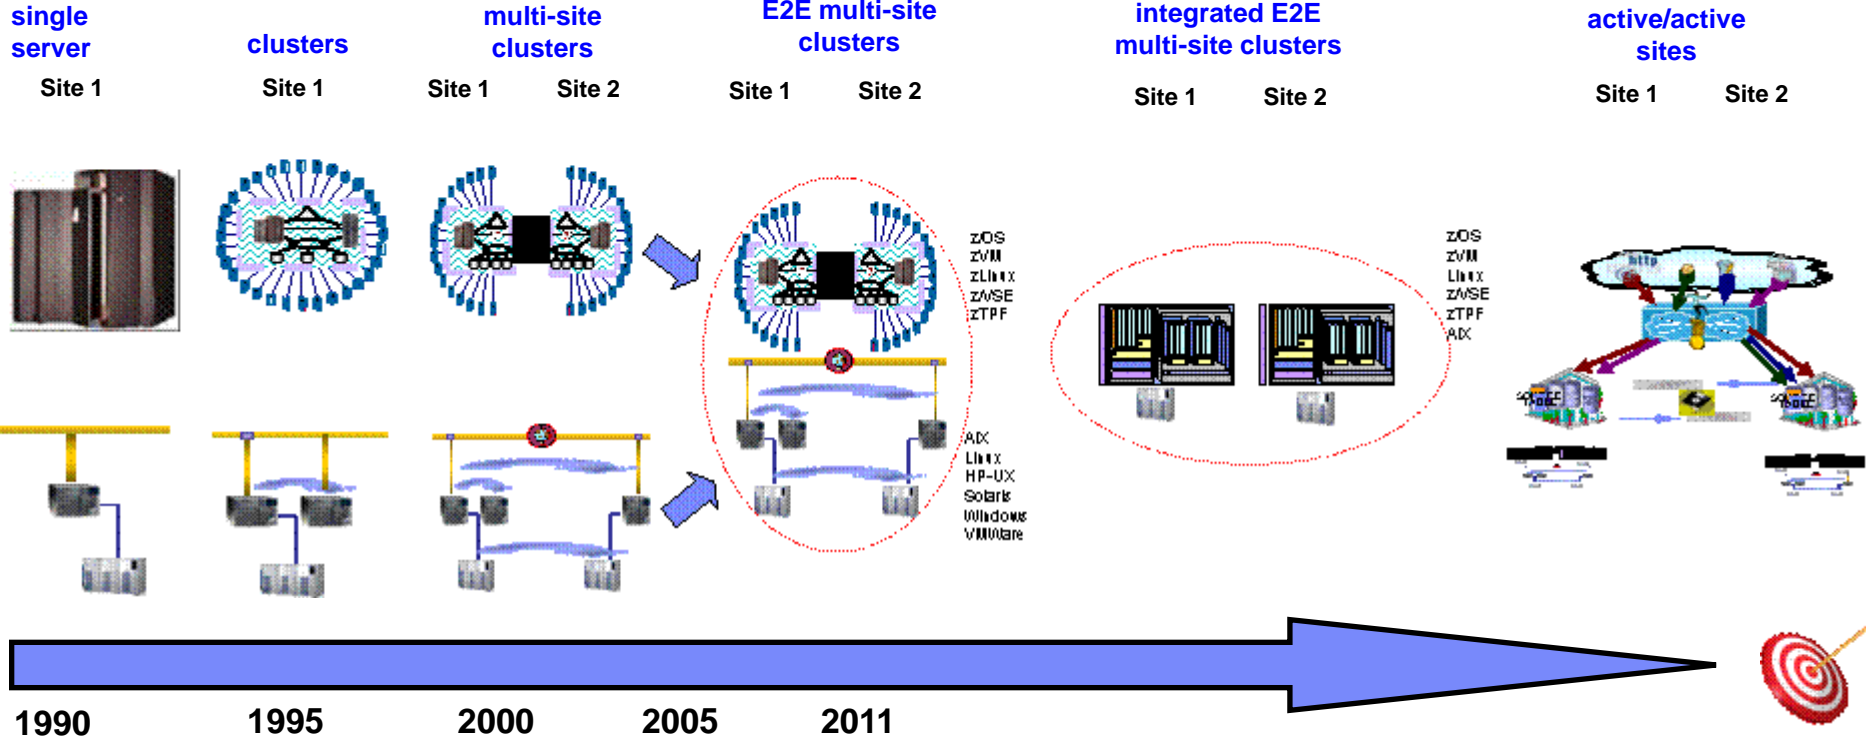 single
server
clusters
multi-site
clusters
E2E multi-site
clusters
integrated E2E
multi-site clusters
active/active
sites
Site 1
Site 1
Site 1 Site 2
Site 1 Site 2
Site 1 Site 2
Site 1 Site 2
z/OS
z/VM
zLinux
z/VSE
zTPF
AIX
Linux
HP-UX
Solaris
Windows
VMWare
z/OS
z/VM
Linux
z/VSE
zTPF
AIX
http
1990 1995 2000 2005 2011